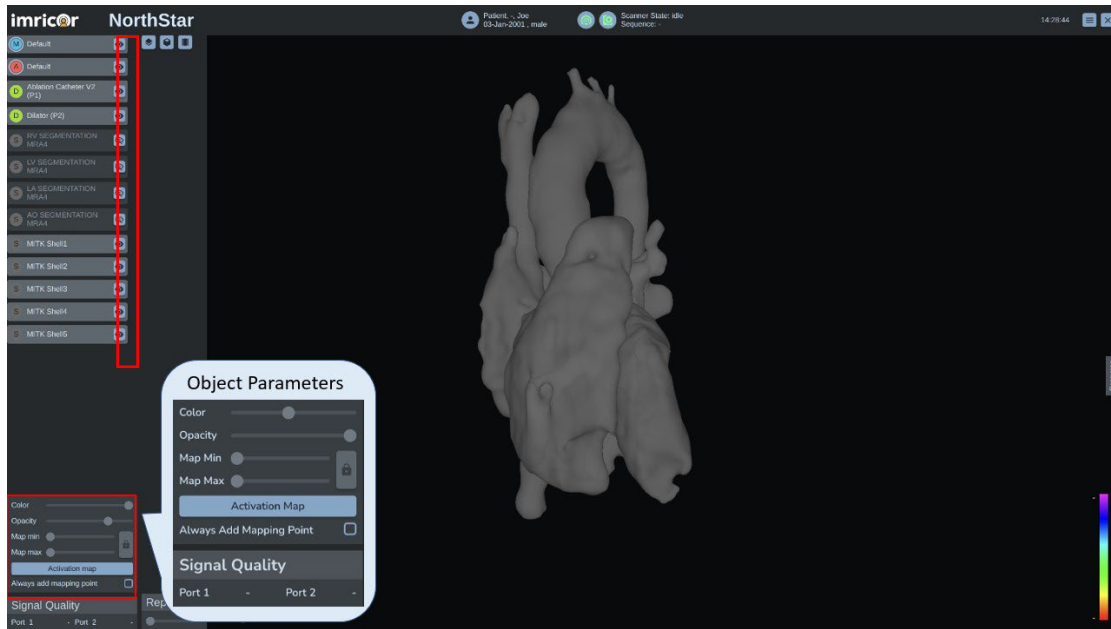 imricor NorthStar
Patient: -, Joe
03-Jan-2001 , male
Scanner State: idle
Sequence: -
14:28:44
M Default
A Default
D Ablation Catheter V2
(P1)
D Dilator (P2)
S RV SEGMENTATION
MRA4
S LV SEGMENTATION
MRA4
S LA SEGMENTATION
MRA4
S AO SEGMENTATION
MRA4
S MITK Shell1
S MITK Shell2
S MITK Shell3
S MITK Shell4
S MITK Shell5
Color
Opacity
Map min
Map max
Activation map
Always add mapping point
Signal Quality
Port 1 - Port 2 -
Object Parameters
Color
Opacity
Map Min
Map Max
Activation Map
Always Add Mapping Point
Signal Quality
Port 1 - Port 2 -